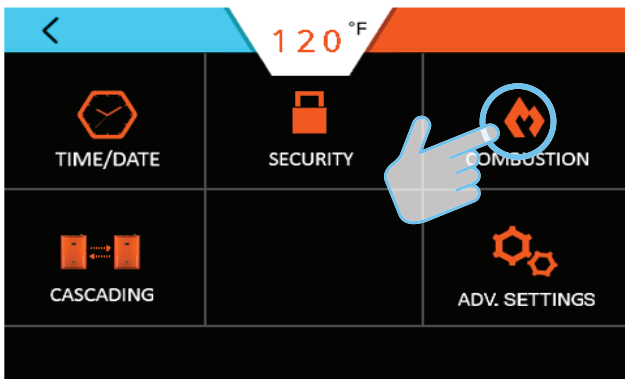 120 °F
TIME/DATE
SECURITY
COMBUSTION
CASCADING
ADV. SETTINGS